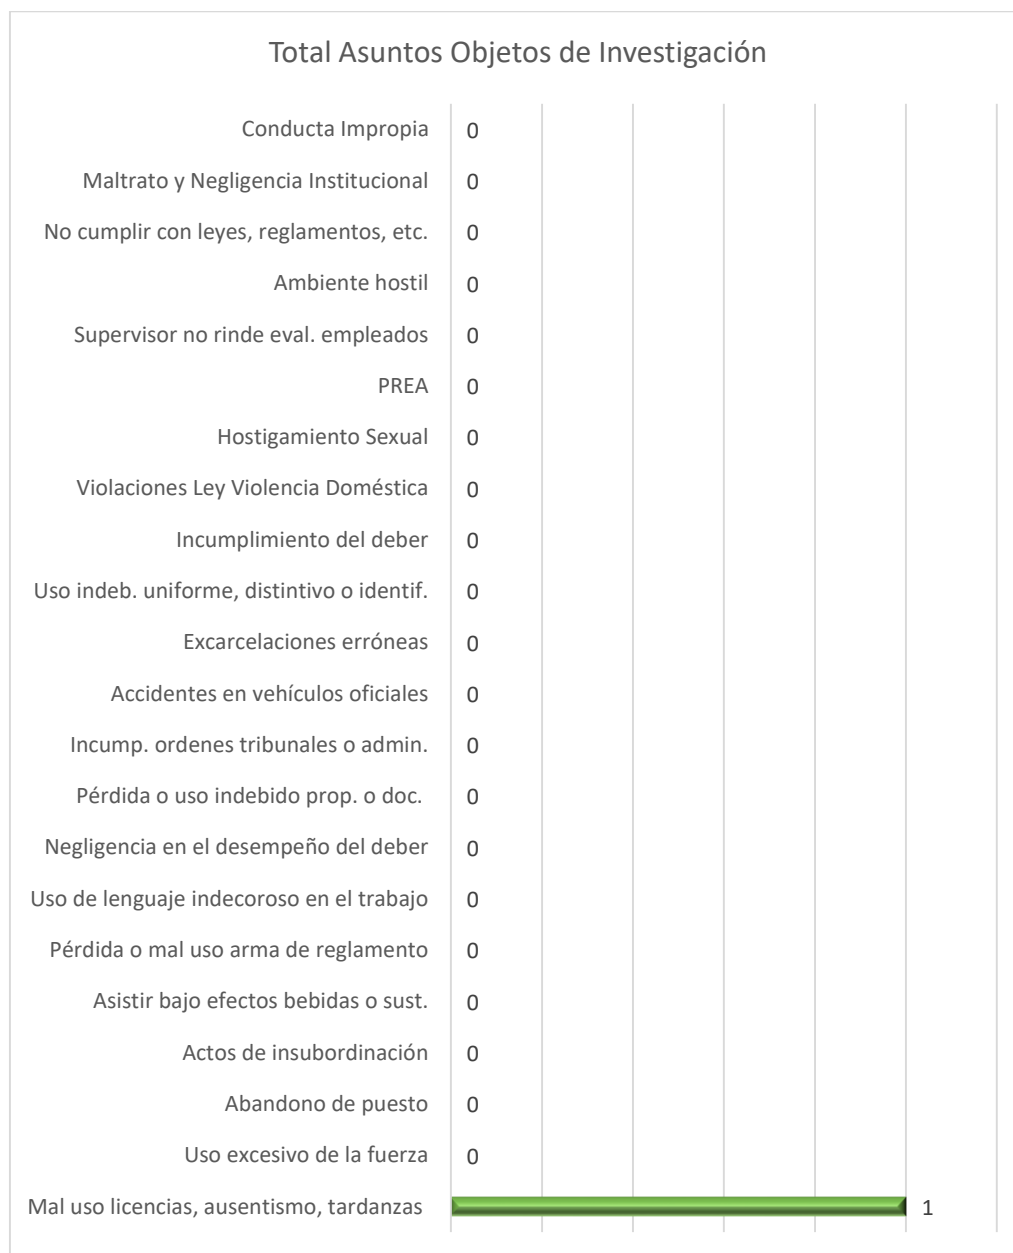 Total Asuntos Objetos de Investigación
Conducta Impropia 0
Maltrato y Negligencia Institucional 0
No cumplir con leyes, reglamentos, etc. 0
Ambiente hostil 0
Supervisor no rinde eval. empleados 0
PREA 0
Hostigamiento Sexual 0
Violaciones Ley Violencia Doméstica 0
Incumplimiento del deber 0
Uso indeb. uniforme, distintivo o identif. 0
Excarcelaciones erróneas 0
Accidentes en vehículos oficiales 0
Incump. ordenes tribunales o admin. 0
Pérdida o uso indebido prop. o doc. 0
Negligencia en el desempeño del deber 0
Uso de lenguaje indecoroso en el trabajo 0
Pérdida o mal uso arma de reglamento 0
Asistir bajo efectos bebidas o sust. 0
Actos de insubordinación 0
Abandono de puesto 0
Uso excesivo de la fuerza 0
Mal uso licencias, ausentismo, tardanzas 1